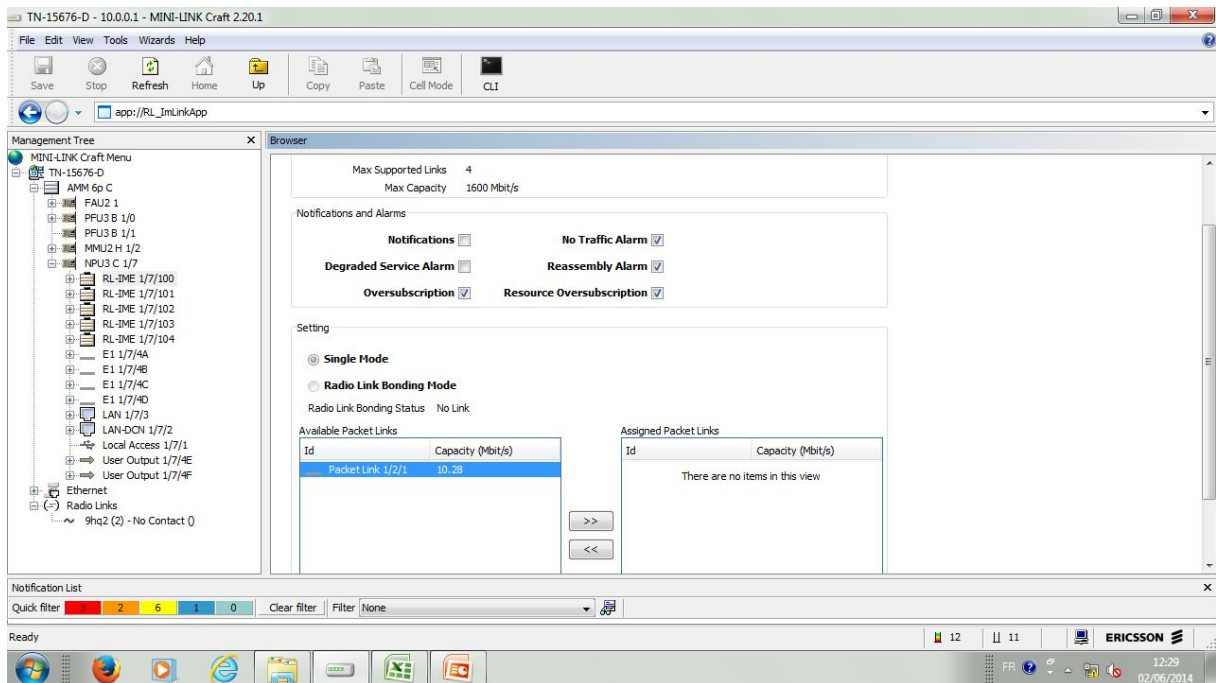 TN-15676-D - 10.0.0.1 - MINI-LINK Craft 2.20.1
File Edit View Tools Wizards Help
Save Stop Refresh Home Up Copy Paste Cell Mode CLI
app://RL_ImLinkApp
Management Tree
MINI-LINK Craft Menu
TN-15676-D
AMM 6p C
FAU2 1
PFU3 B 1/0
PFU3 B 1/1
MMU2 H 1/2
NPU3 C 1/7
RL-IME 1/7/100
RL-IME 1/7/101
RL-IME 1/7/102
RL-IME 1/7/103
RL-IME 1/7/104
E1 1/7/4A
E1 1/7/4B
E1 1/7/4C
E1 1/7/4D
LAN 1/7/3
LAN-DCN 1/7/2
Local Access 1/7/1
User Output 1/7/4E
User Output 1/7/4F
Ethernet
Radio Links
9hq2 (2) - No Contact ()
Browser
Max Supported Links 4
Max Capacity 1600 Mbit/s
Notifications and Alarms
Notifications No Traffic Alarm
Degraded Service Alarm Reassembly Alarm
Oversubscription Resource Oversubscription
Setting
Single Mode
Radio Link Bonding Mode
Radio Link Bonding Status No Link
Available Packet Links
Id Capacity (Mbit/s)
Packet Link 1/2/1 10.28
>>
<<
Assigned Packet Links
Id Capacity (Mbit/s)
There are no items in this view
Notification List
Quick filter 3 2 6 1 0 Clear filter Filter None
Ready 12 11 ERICSSON
FR 12:29
02/06/2014